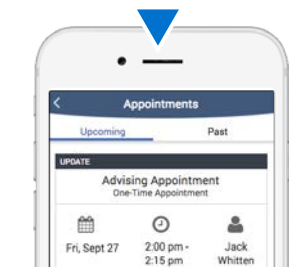 Appointments
Upcoming Past
UPDATE
Advising Appointment
One-Time Appointment
Fri, Sept 27 2:00 pm - Jack
2:15 pm Whitten